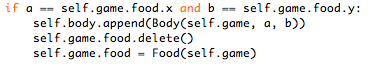 if a == self.game.food.x and b == self.game.food.y:
    self.body.append(Body(self.game, a, b))
    self.game.food.delete()
    self.game.food = Food(self.game)